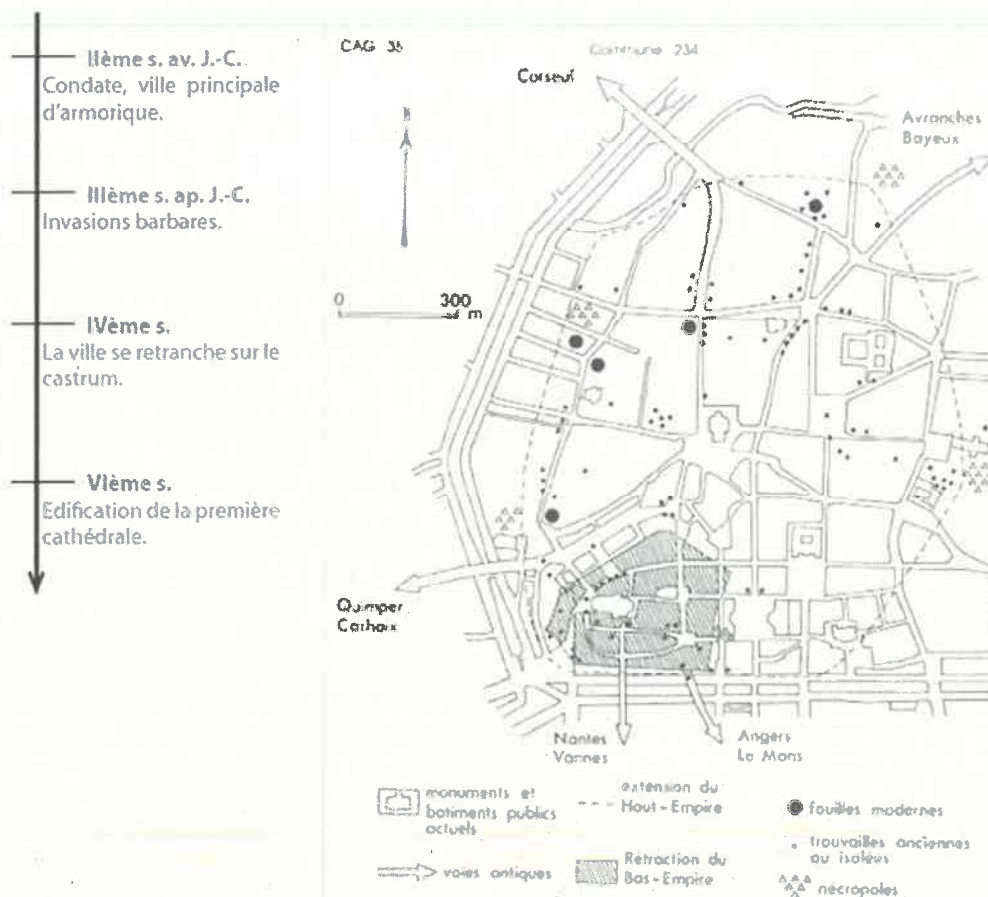 IIème s. av. J.-C.
Condate, ville principale
d'armorique.
IIIème s. ap. J.-C.
Invasions barbares.
IVème s.
La ville se retranche sur le
castrum.
VIème s.
Edification de la première
cathédrale.
CAG 35
Commune 234
Corseul
Avranches
Bayeux
N
0
300
m
Quimper
Carhaix
Nantes
Vannes
Angers
Le Mans
monuments et
batiments publics
actuels
extension du
Haut-Empire
fouilles modernes
trouvailles anciennes
ou isolées
voies antiques
Rétraction du
Bas-Empire
nécropoles